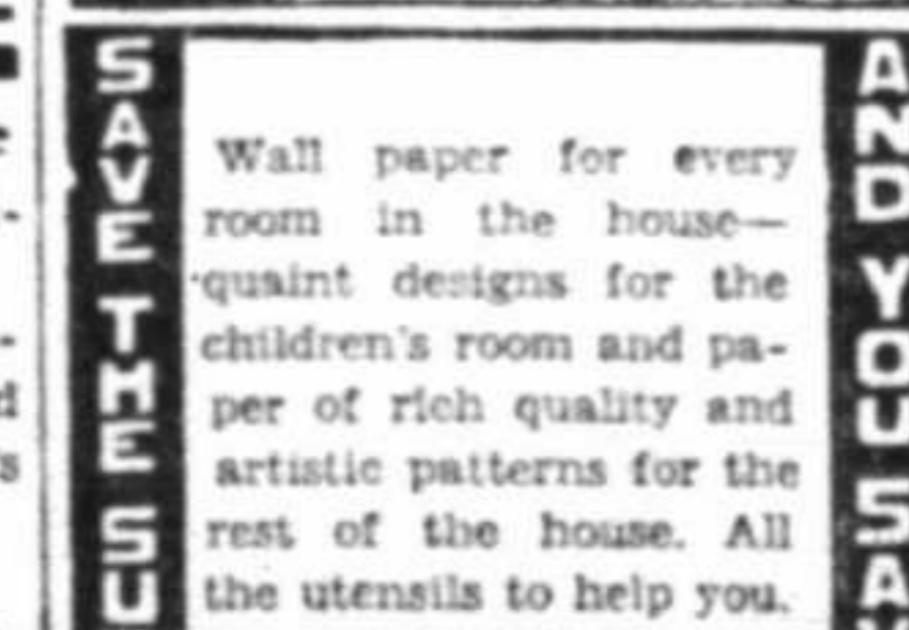 SAVE THE SU
Wall paper for every
room in the house—
quaint designs for the
children's room and pa-
per of rich quality and
artistic patterns for the
rest of the house. All
the utensils to help you.
AND YOU SA